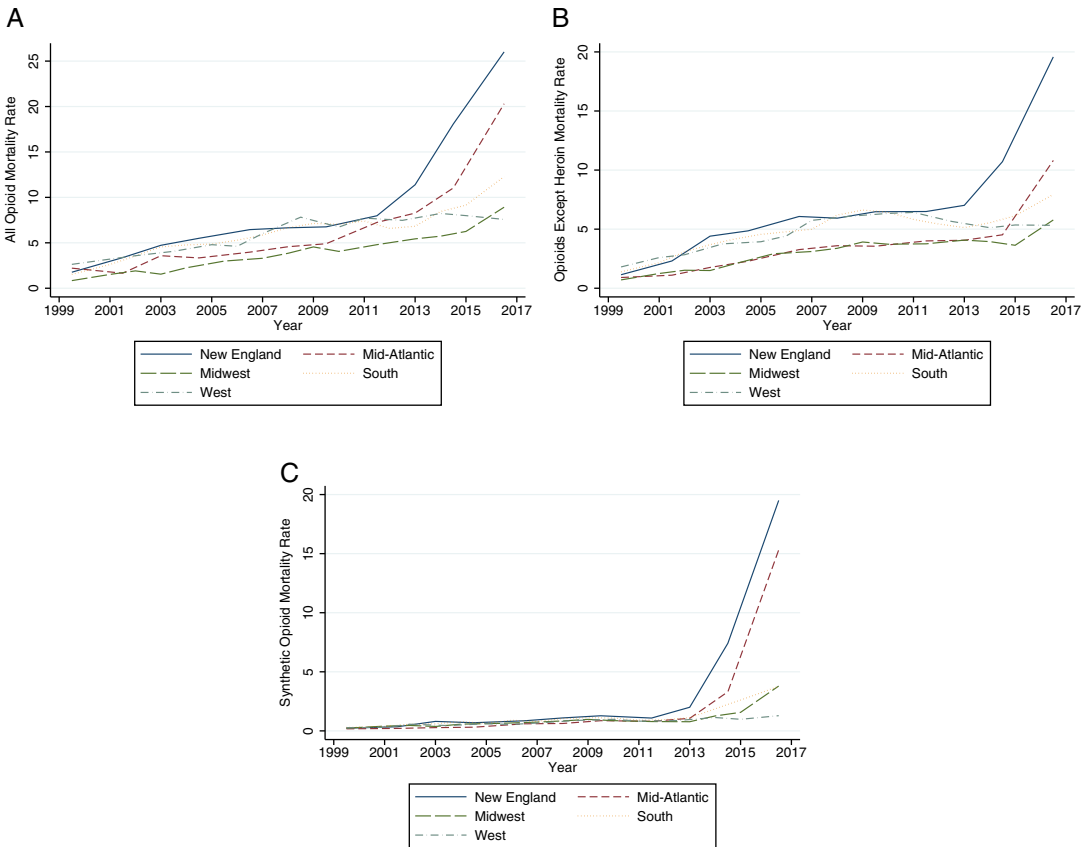 A
All Opioid Mortality Rate
25
20
15
10
5
0
1999 2001 2003 2005 2007 2009 2011 2013 2015 2017
Year
New England Mid-Atlantic
Midwest South
West
B
Opioids Except Heroin Mortality Rate
20
15
10
5
0
1999 2001 2003 2005 2007 2009 2011 2013 2015 2017
Year
New England Mid-Atlantic
Midwest South
West
C
Synthetic Opioid Mortality Rate
20
15
10
5
0
1999 2001 2003 2005 2007 2009 2011 2013 2015 2017
Year
New England Mid-Atlantic
Midwest South
West